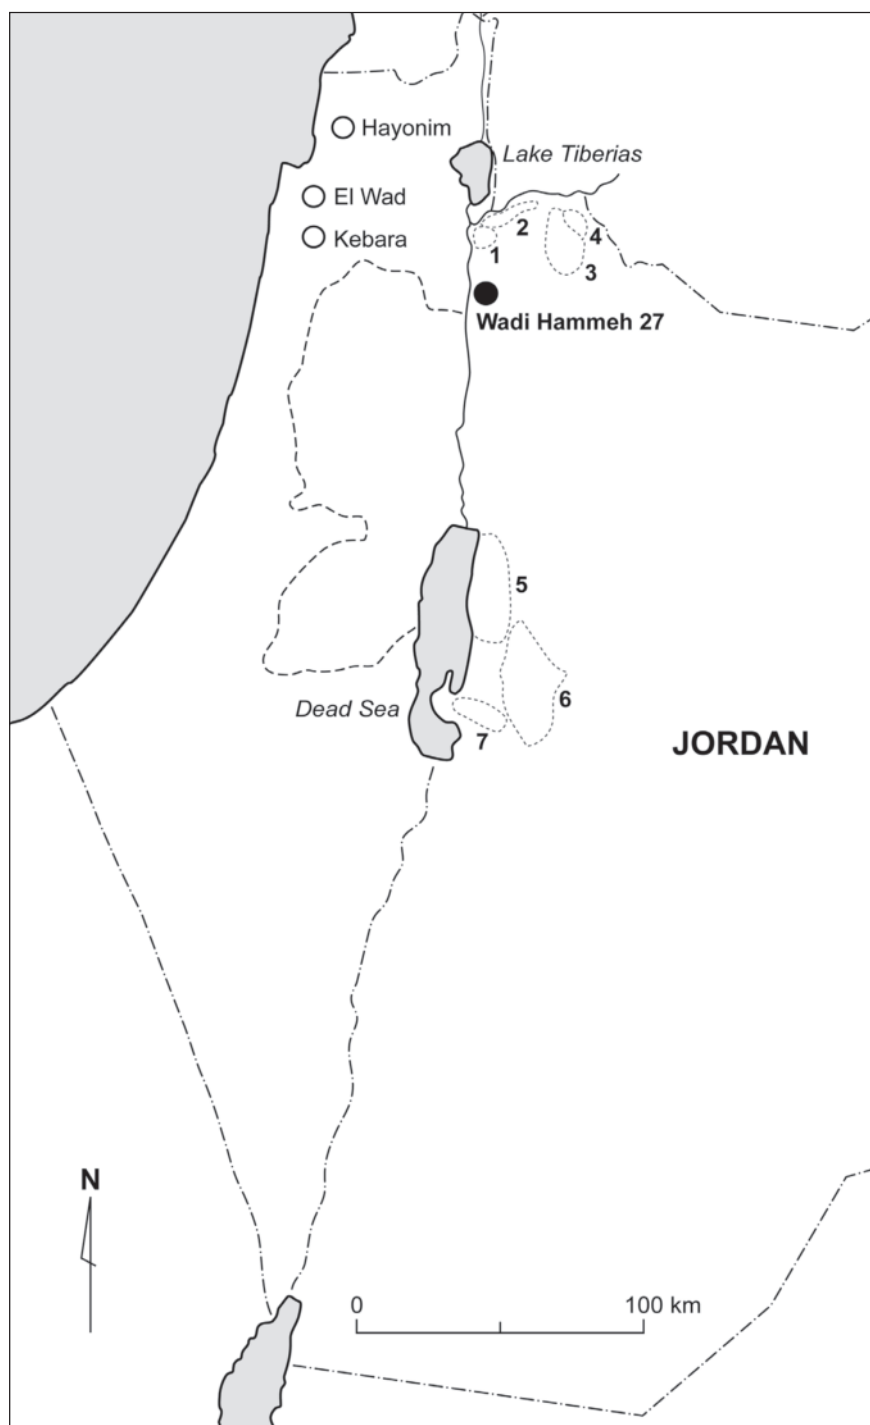 Hayonim
Lake Tiberias
El Wad
Kebara
2
4
1
3
Wadi Hammeh 27
5
6
Dead Sea
7
JORDAN
N
0
100 km